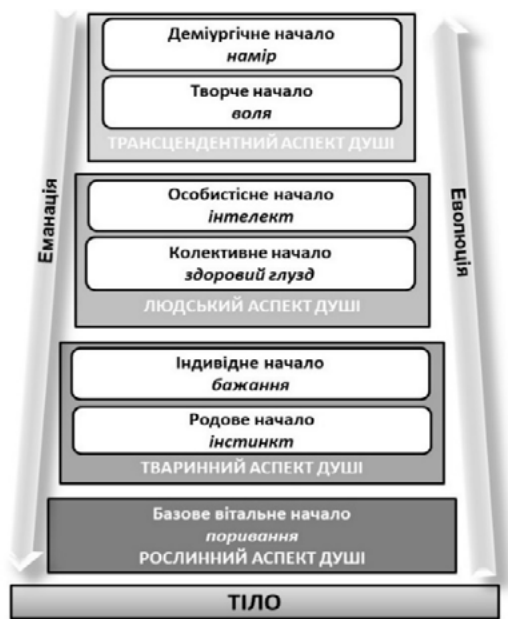 Деміургічне начало
намір
Творче начало
воля
ТРАНСЦЕНДЕНТНИЙ АСПЕКТ ДУШІ
Еманація
Еволюція
Особистісне начало
інтелект
Колективне начало
здоровий глузд
ЛЮДСЬКИЙ АСПЕКТ ДУШІ
Індивідне начало
бажання
Родове начало
інстинкт
ТВАРИННИЙ АСПЕКТ ДУШІ
Базове вітальне начало
поривання
РОСЛИННИЙ АСПЕКТ ДУШІ
ТІЛО